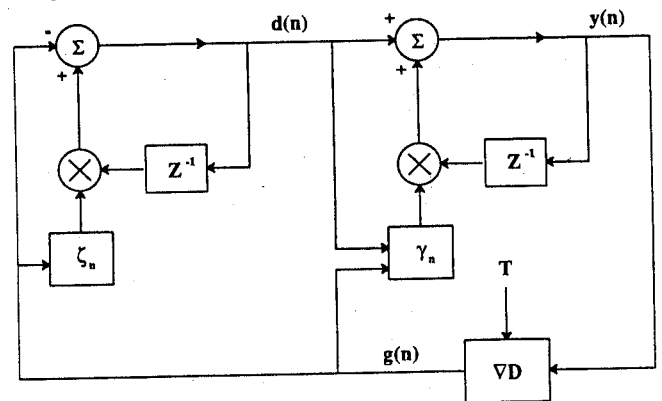 - Σ + d(n) + Σ + y(n)
Z⁻¹ Z⁻¹
ζₙ γₙ
T
g(n) ∇D